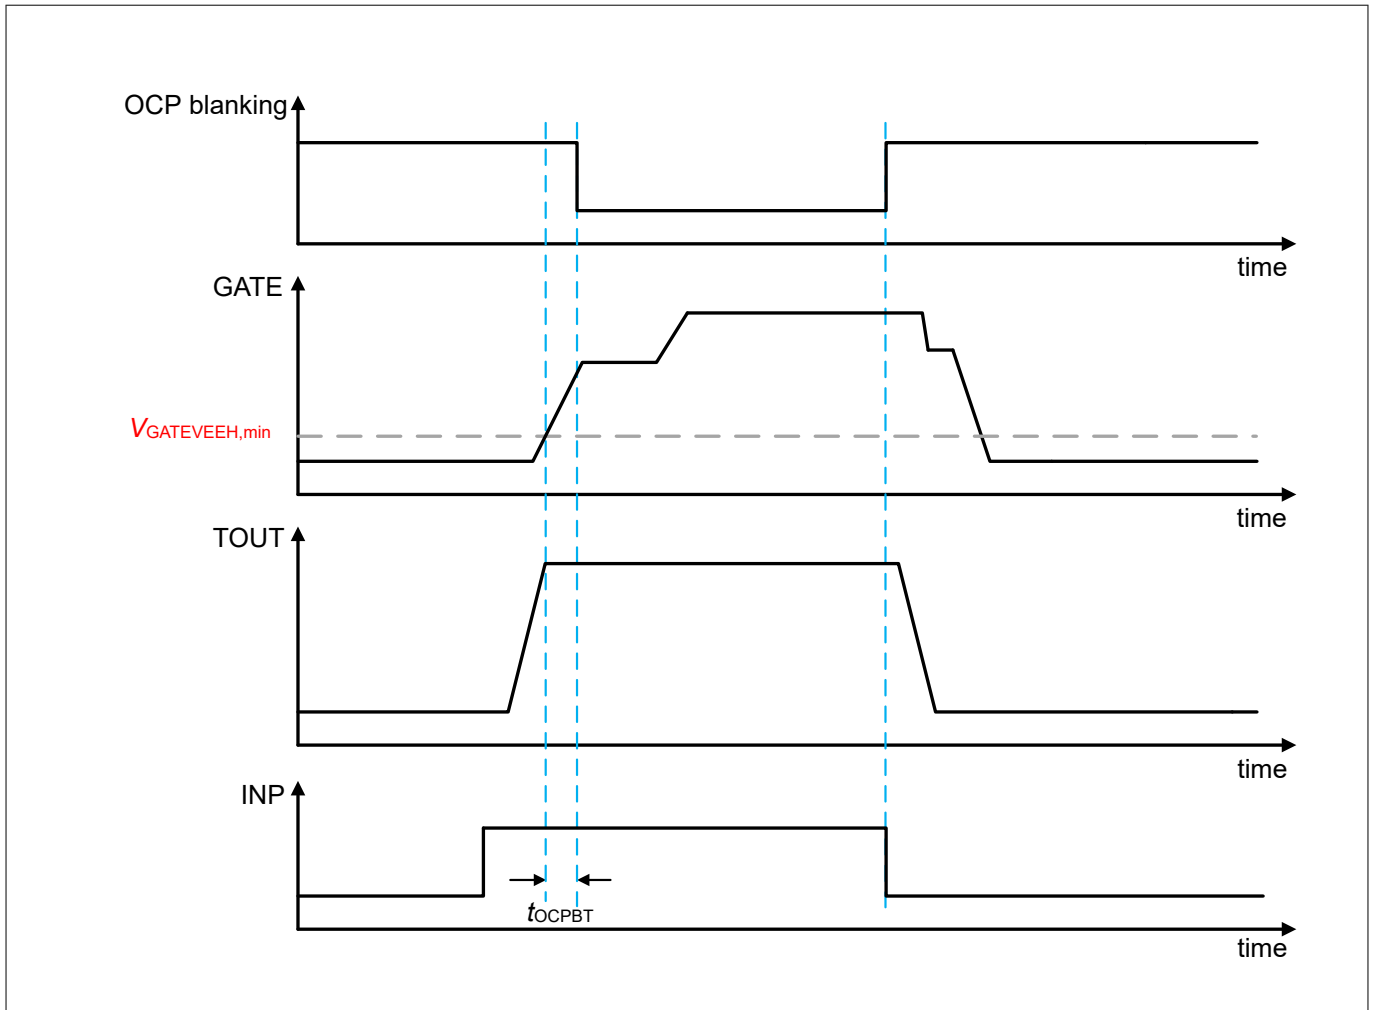 OCP blanking
time
GATE
VGATEVEEH,min
time
TOUT
time
INP
tOCPBT
time